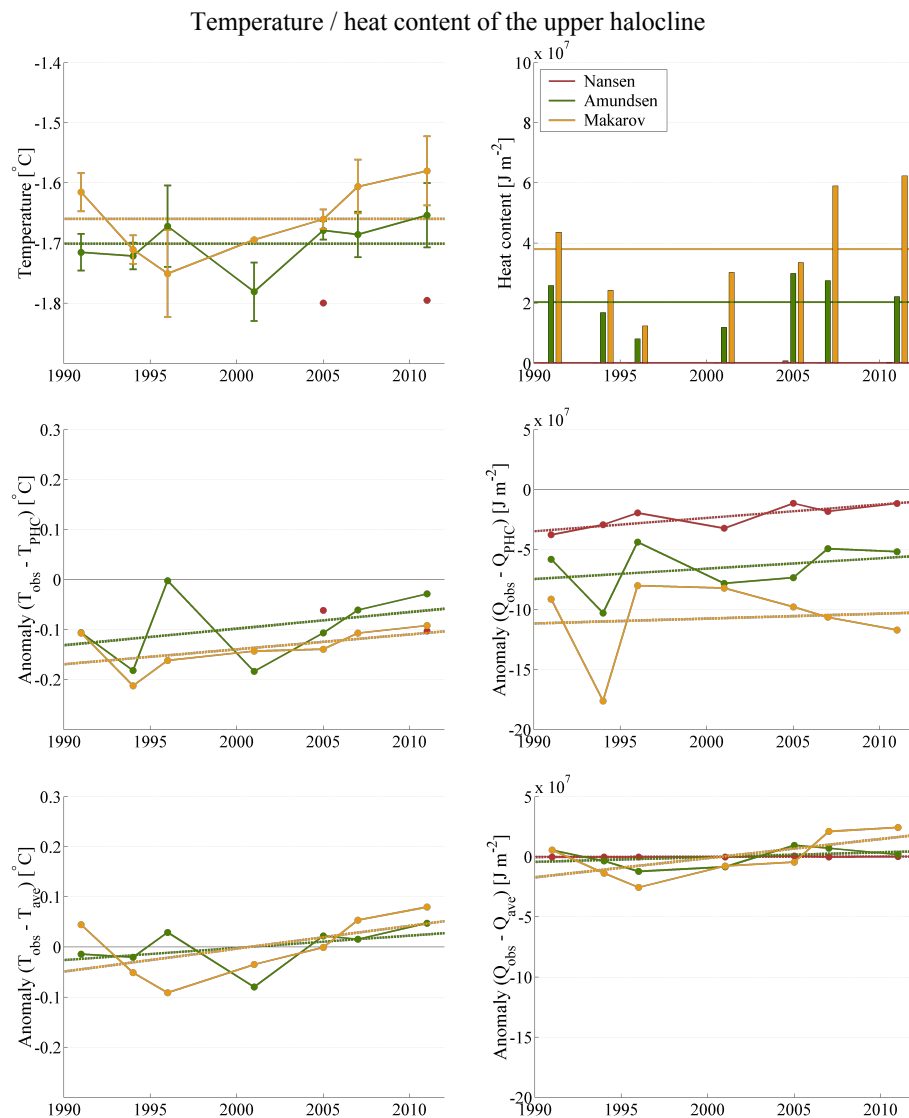 Temperature / heat content of the upper halocline
-1.4
-1.5
-1.6
-1.7
-1.8
Temperature [°C]
1990 1995 2000 2005 2010
x 10^7
10
8
6
4
2
0
Heat content [J m^-2]
Nansen
Amundsen
Makarov
1990 1995 2000 2005 2010
0.3
0.2
0.1
0
-0.1
-0.2
Anomaly (T_obs - T_PHC) [°C]
1990 1995 2000 2005 2010
x 10^7
5
0
-5
-10
-15
-20
Anomaly (Q_obs - Q_PHC) [J m^-2]
1990 1995 2000 2005 2010
0.3
0.2
0.1
0
-0.1
-0.2
Anomaly (T_obs - T_ave) [°C]
1990 1995 2000 2005 2010
x 10^7
5
0
-5
-10
-15
-20
Anomaly (Q_obs - Q_ave) [J m^-2]
1990 1995 2000 2005 2010